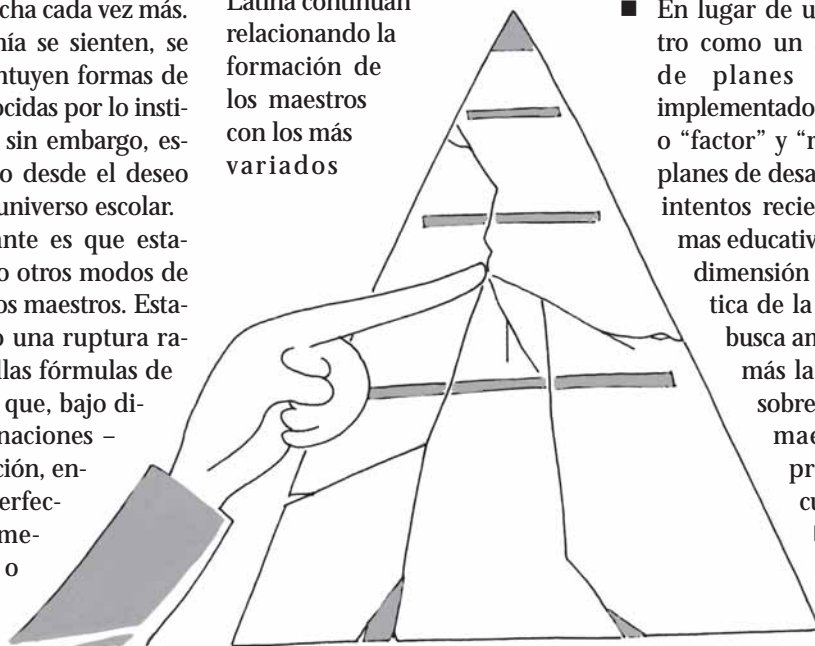 cha cada vez más.
nía se sienten, se
ntuyen formas de
ocidas por lo insti-
sin embargo, es-
o desde el deseo
universo escolar.
ante es que esta-
o otros modos de
os maestros. Esta-
o una ruptura ra-
llas fórmulas de
que, bajo di-
naciones –
ción, en-
erfec-
me-
o
Latina continúan
relacionando la
formación de
los maestros
con los más
variados
■ En lugar de u
tro como un
de planes
implementado
o “factor” y “r
planes de desa
intentos recie
mas educativ
dimensión
tica de la
busca an
más la
sobre
mae
pr
cu